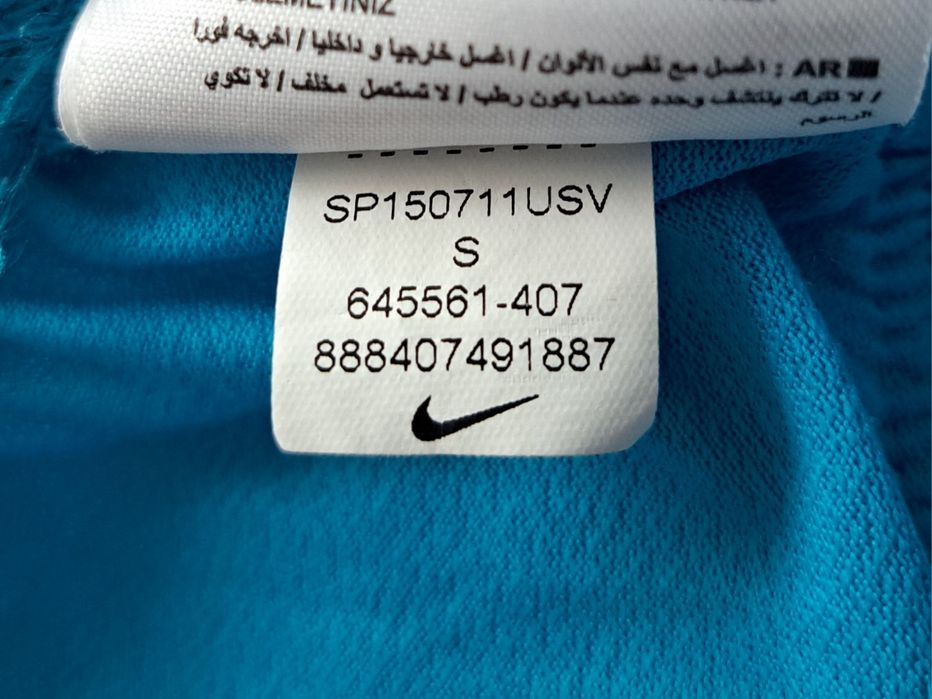 AR : اغسل مع نفس الألوان / اغسل خارجيا و داخليا / اخرجه فورا
/ لا تتركه يتنشف وحده عندما يكون رطب / لا تستعمل مخلف / لا تكوي
الرسوم
SP150711USV
S
645561-407
888407491887